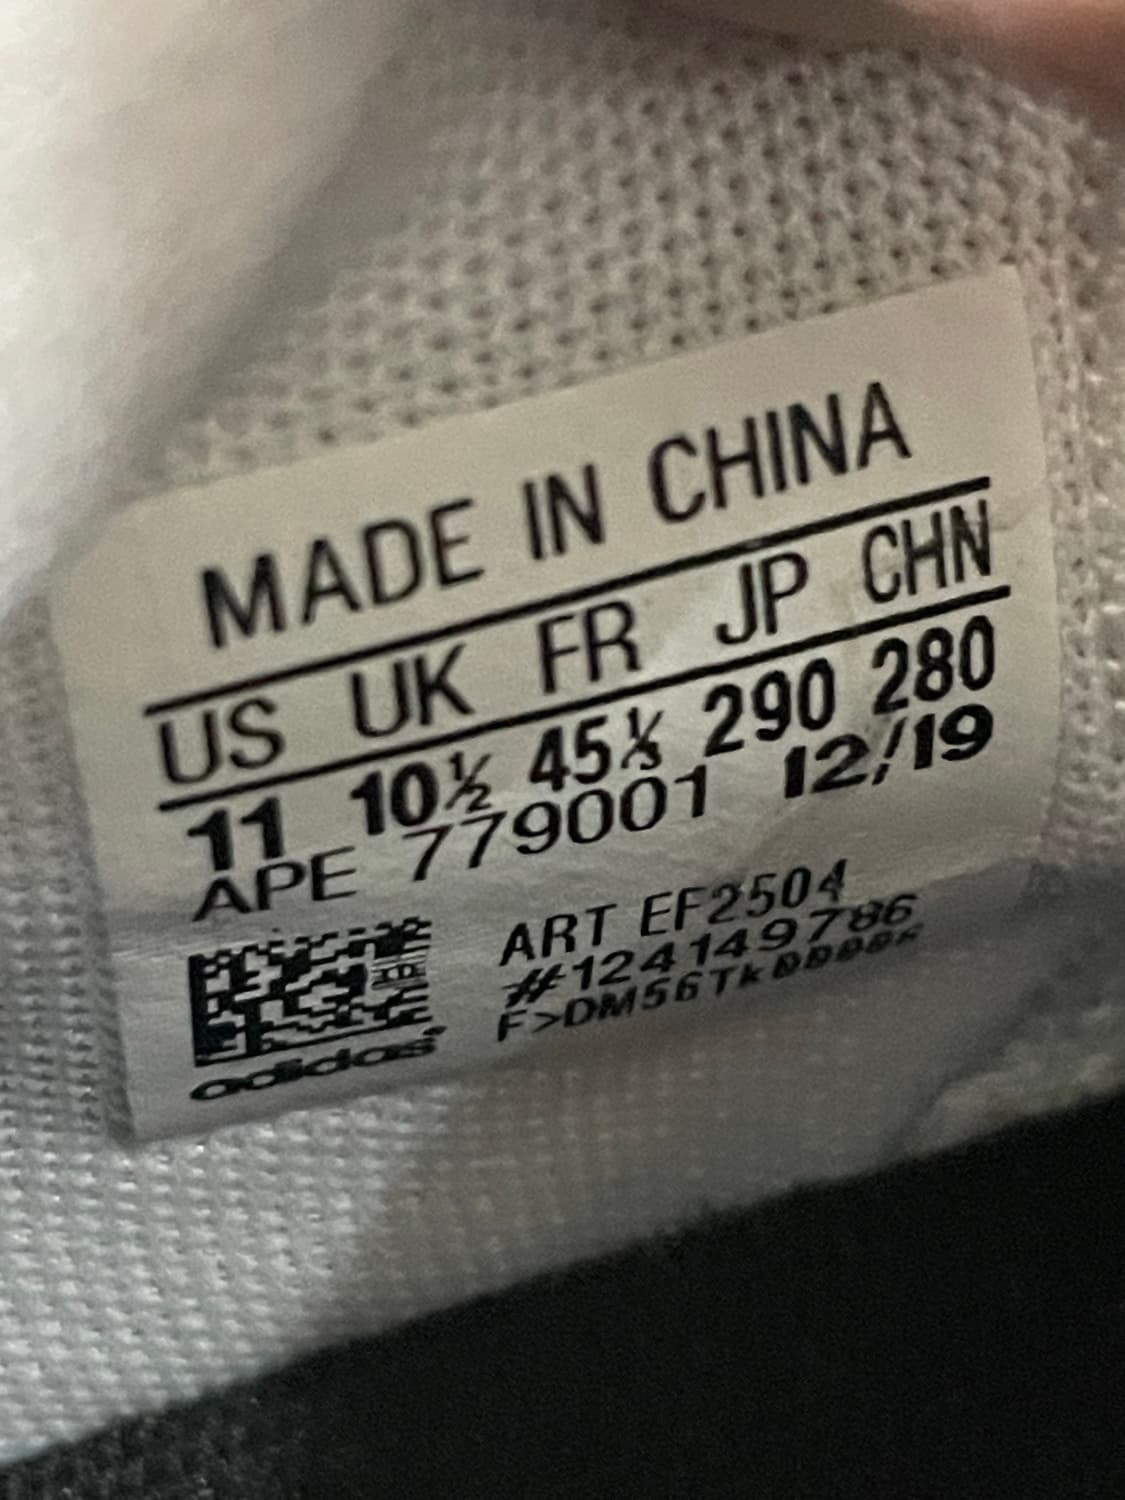 MADE IN CHINA
US UK FR JP CHN
11 10½ 45⅓ 290 280
APE 779001 12/19
ART EF2504
#124149786
adidas